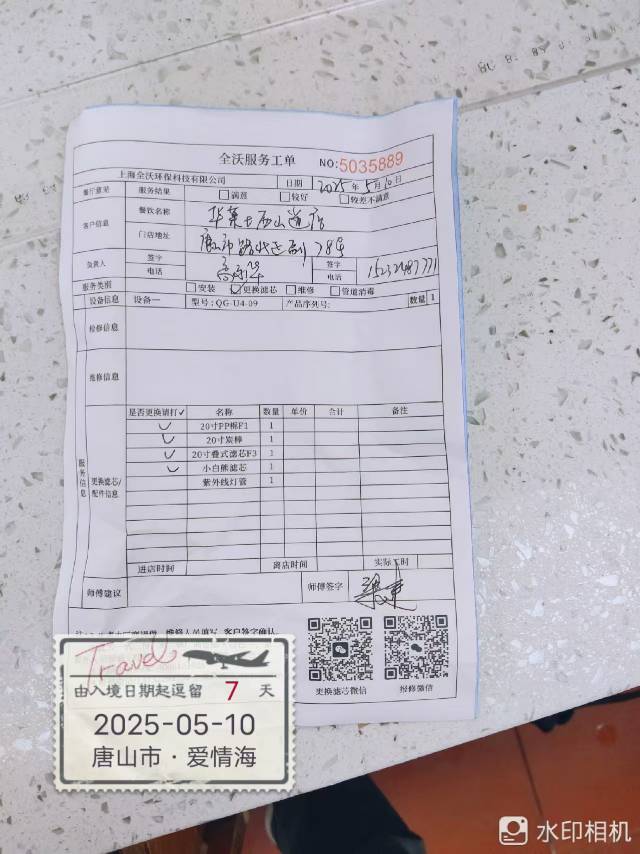 全沃服务工单 NO:5035889
上海全沃环保科技有限公司 日期 2025年5月10日
餐厅意见 服务结果 □满意 □较好 □较差不满意
客户信息 餐饮名称 华莱士西山道店
门店地址 唐山市
负责人 签字 签字
电话 电话
服务类别 □安装 ☑更换滤芯 □维修 □管道消毒
设备信息 设备一 型号:QG-U4-09 产品序列号: 数量 1
检修信息
维修信息
服务信息
更换滤芯/配件信息
是否更换请打✓ 名称 数量 单价 合计 备注
✓ 20寸PP棉F1 1
✓ 20寸炭棒 1
✓ 20寸叠式滤芯F3 1
✓ 小白熊滤芯 1
紫外线灯管 1
进店时间 离店时间 实际工时
师傅建议 师傅签字
客户签字确认.
更换滤芯微信 报修微信
Travel
由入境日期起逗留 7 天
2025-05-10
唐山市·爱情海
水印相机